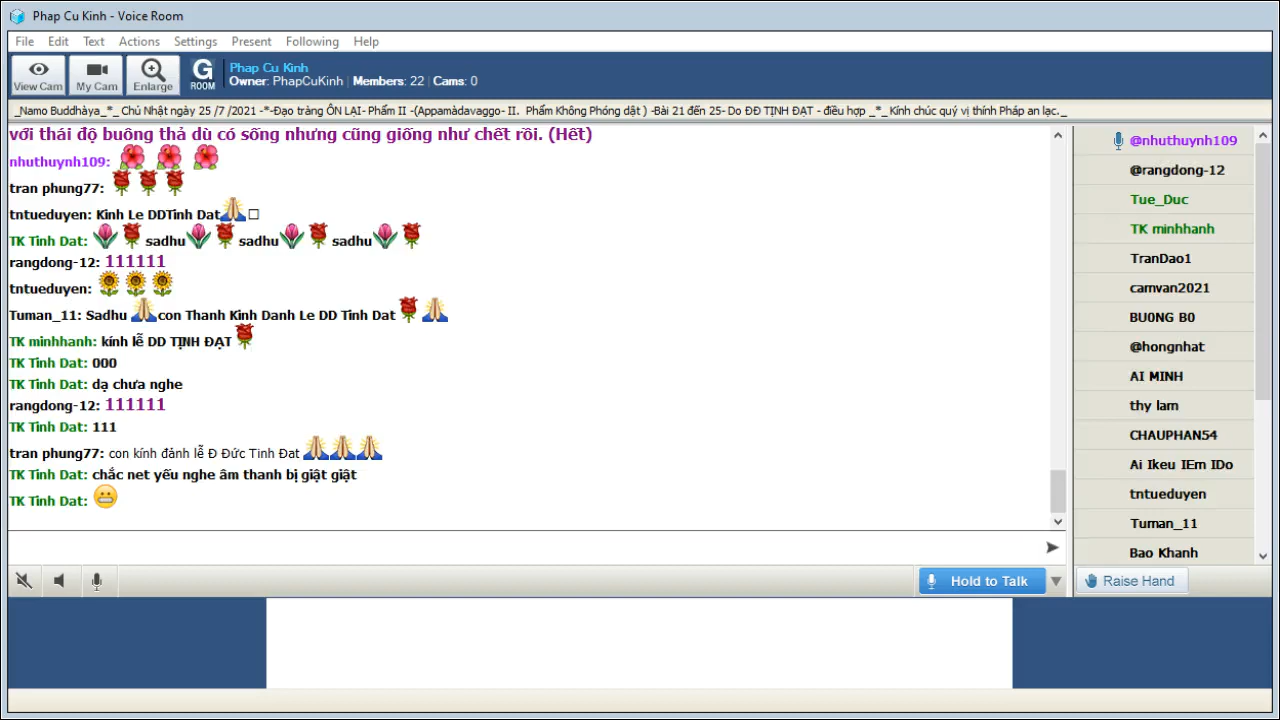 Phap Cu Kinh - Voice Room
File Edit Text Actions Settings Present Following Help
View Cam My Cam Enlarge G ROOM
Phap Cu Kinh
Owner: PhapCuKinh | Members: 22 | Cams: 0
_Namo Buddhàya_*_ Chủ Nhật ngày 25 /7 /2021 -*-Đạo tràng ÔN LẠI- Phẩm II -(Appamàdavaggo- II. Phẩm Không Phóng dật ) -Bài 21 đến 25- Do ĐĐ TỊNH ĐẠT - điều hợp _*_Kính chúc quý vị thính Pháp an lạc._
với thái độ buông thả dù có sống nhưng cũng giống như chết rồi. (Hết)
nhuthuynh109:
tran phung77:
tntueduyen: Kinh Le DDTinh Dat
TK Tinh Dat: sadhu sadhu sadhu
rangdong-12: 111111
tntueduyen:
Tuman_11: Sadhu con Thanh Kinh Danh Le DD Tinh Dat
TK minhhanh: kính lễ DD TỊNH ĐẠT
TK Tinh Dat: 000
TK Tinh Dat: dạ chưa nghe
rangdong-12: 111111
TK Tinh Dat: 111
tran phung77: con kính đảnh lễ Đ Đức Tinh Đat
TK Tinh Dat: chắc net yếu nghe âm thanh bị giật giật
TK Tinh Dat:
@nhuthuynh109
@rangdong-12
Tue_Duc
TK minhhanh
TranDao1
camvan2021
BU0NG B0
@hongnhat
AI MINH
thy lam
CHAUPHAN54
Ai Ikeu IEm IDo
tntueduyen
Tuman_11
Bao Khanh
Hold to Talk
Raise Hand